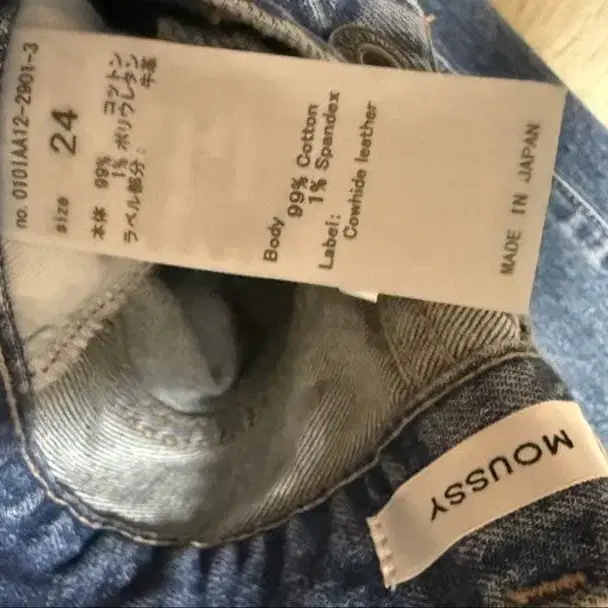 no. 010IAA12-2901-3
size 24
本体 99% コットン
1% ポリウレタン
ラベル部分: 牛革
Body
99% Cotton
1% Spandex
Label:
Cowhide leather
MADE IN JAPAN
MOUSSY